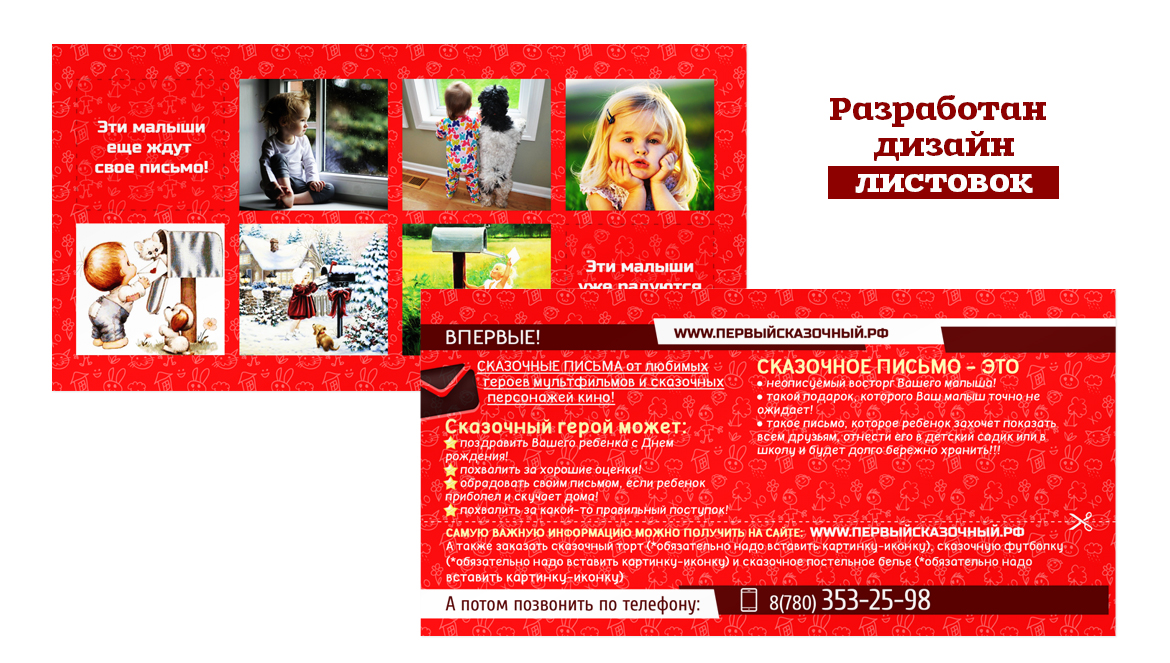 Эти малыши
еще ждут
свое письмо!
Разработан
дизайн
листовок
Эти малыши
уже радуются
ВПЕРВЫЕ!
WWW.ПЕРВЫЙСКАЗОЧНЫЙ.РФ
СКАЗОЧНЫЕ ПИСЬМА от любимых
героев мультфильмов и сказочных
персонажей кино!
Сказочный герой может:
поздравить Вашего ребенка с Днем
рождения!
похвалить за хорошие оценки!
обрадовать своим письмом, если ребенок
приболел и скучает дома!
похвалить за какой-то правильный поступок!
СКАЗОЧНОЕ ПИСЬМО - ЭТО
• неописуемый восторг Вашего малыша!
• такой подарок, которого Ваш малыш точно не
ожидает!
• такое письмо, которое ребенок захочет показать
всем друзьям, отнести его в детский садик или в
школу и будет долго бережно хранить!!!
САМУЮ ВАЖНУЮ ИНФОРМАЦИЮ МОЖНО ПОЛУЧИТЬ НА САЙТЕ: WWW.ПЕРВЫЙСКАЗОЧНЫЙ.РФ
А также заказать сказочный торт (*обязательно надо вставить картинку-иконку), сказочную футболку
(*обязательно надо вставить картинку-иконку) и сказочное постельное белье (*обязательно надо
вставить картинку-иконку)
А потом позвонить по телефону:
8(780) 353-25-98